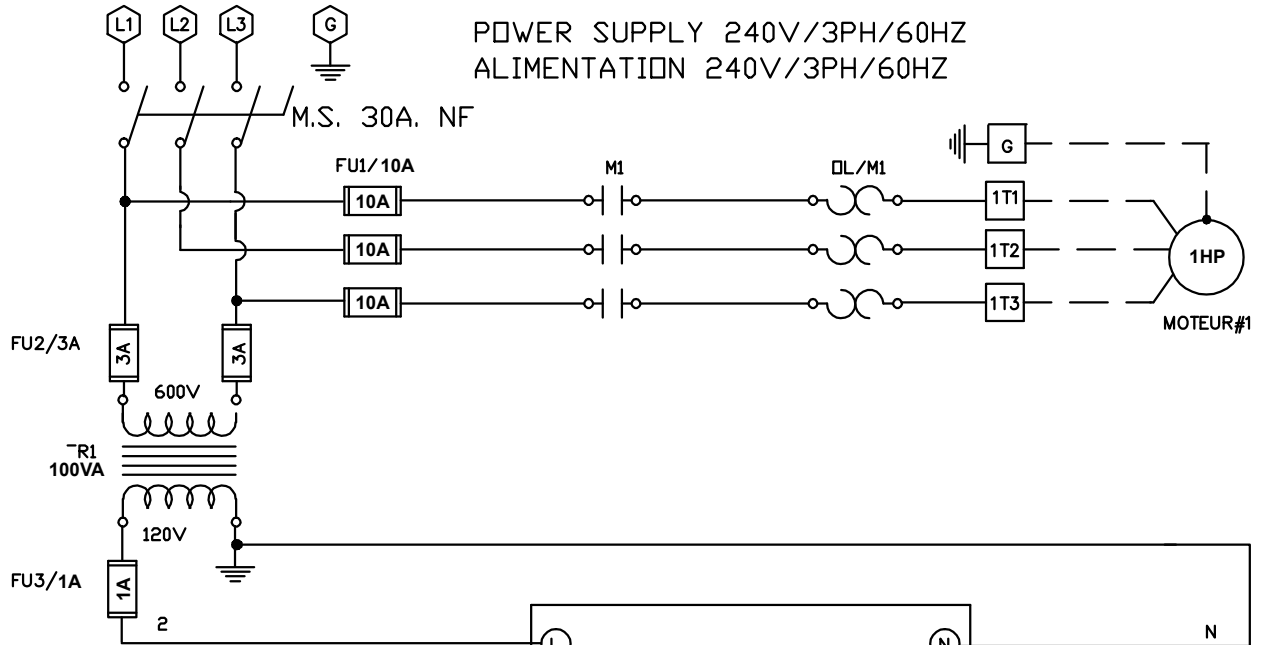 L1 L2 L3 G
POWER SUPPLY 240V/3PH/60HZ
ALIMENTATION 240V/3PH/60HZ
M.S. 30A. NF
FU1/10A M1 OL/M1 G
10A 1T1
10A 1T2
1HP
10A 1T3
MOTEUR#1
FU2/3A 3A 3A
600V
R1
100VA
120V
FU3/1A 1A
2 N
L N